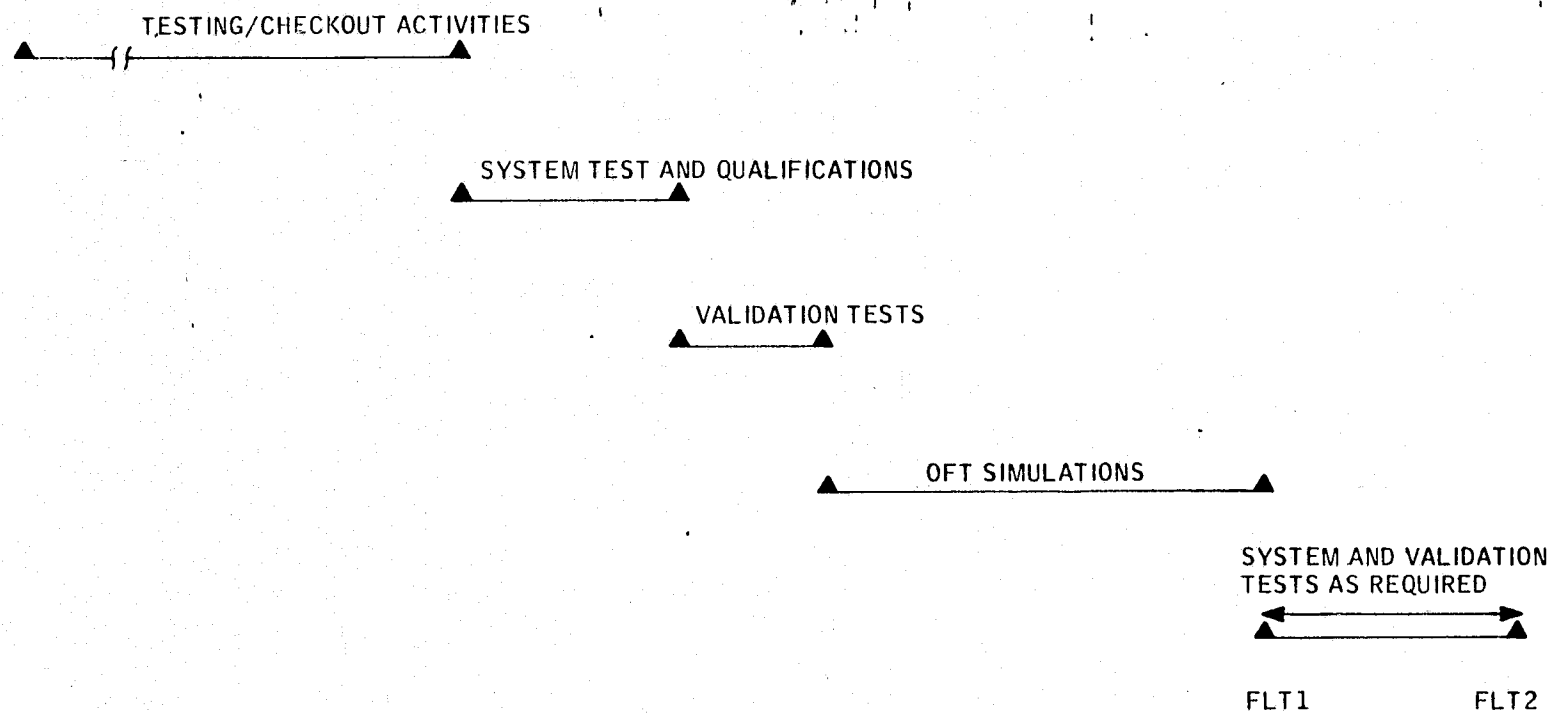 TESTING/CHECKOUT ACTIVITIES
SYSTEM TEST AND QUALIFICATIONS
VALIDATION TESTS
OFT SIMULATIONS
SYSTEM AND VALIDATION
TESTS AS REQUIRED
FLT1 FLT2